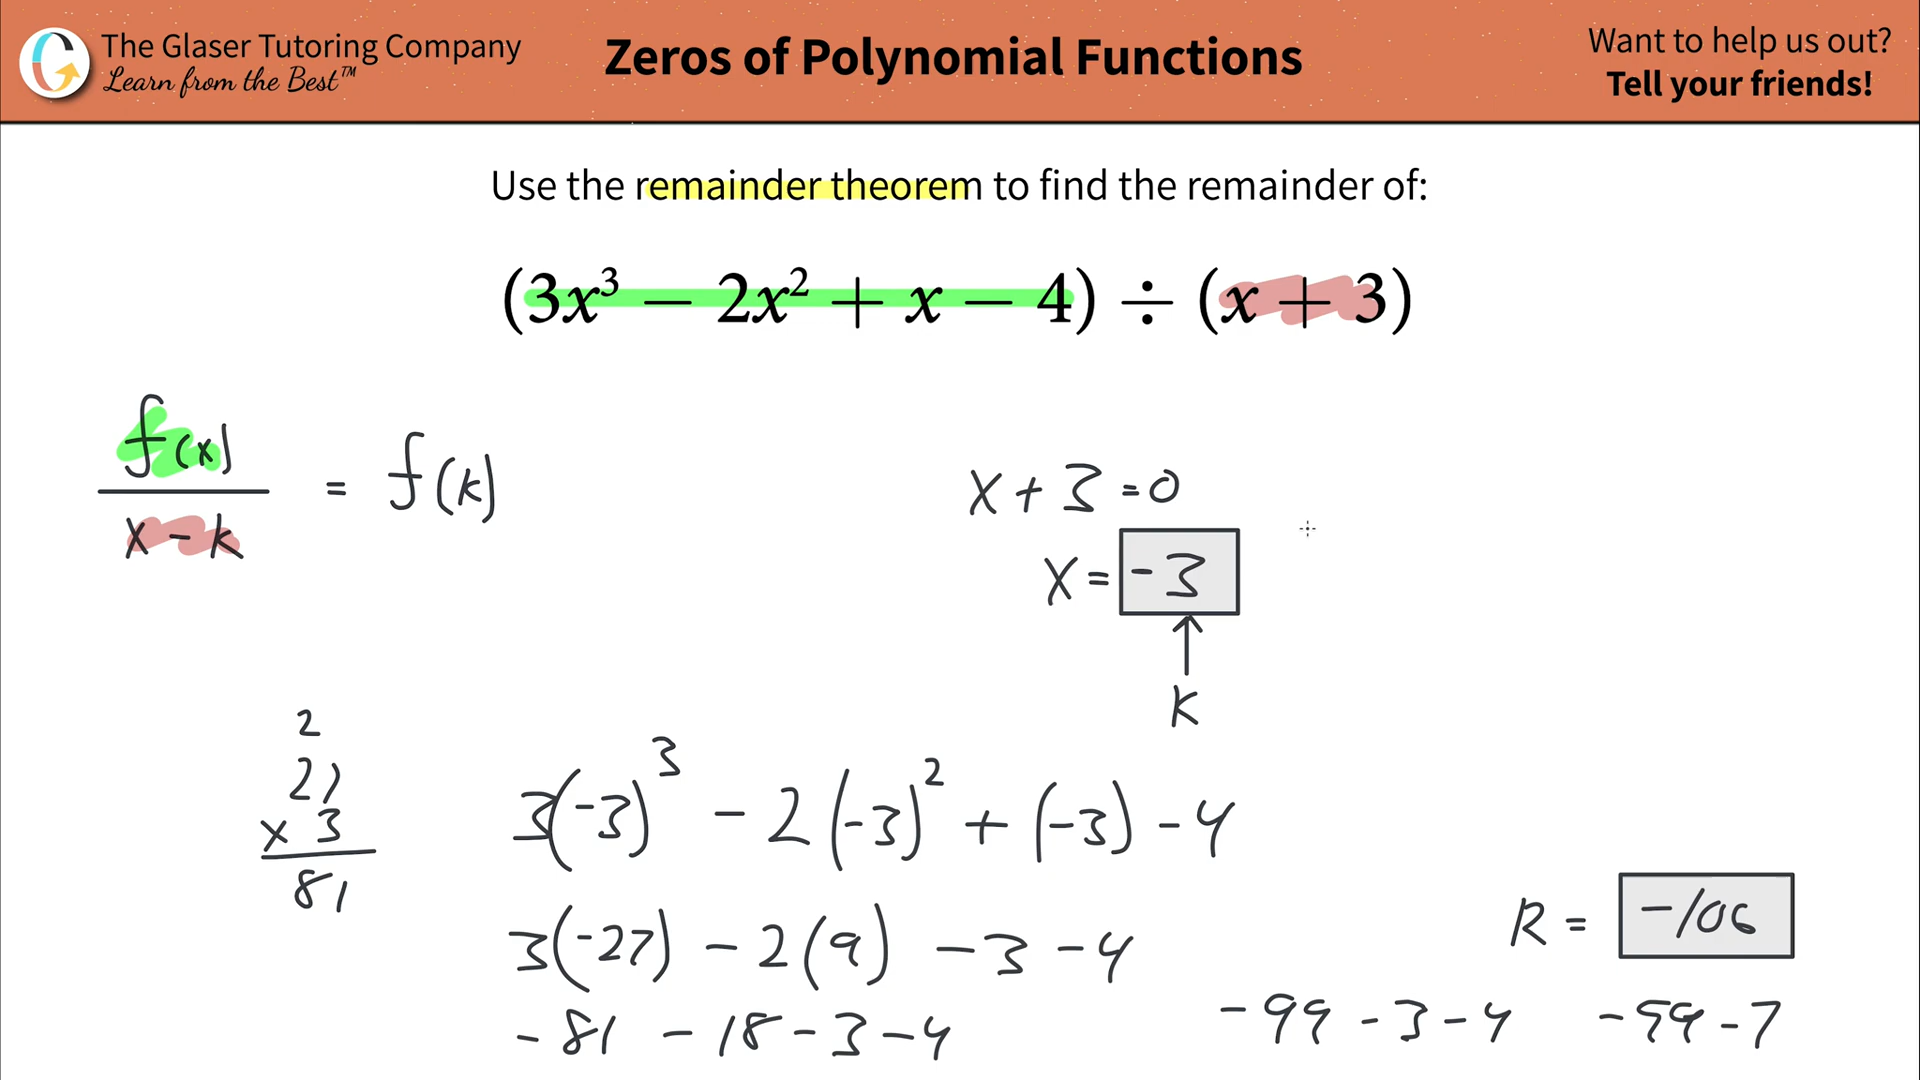 The Glaser Tutoring Company
Learn from the Best™
Zeros of Polynomial Functions
Want to help us out?
Tell your friends!
Use the remainder theorem to find the remainder of:
(3x³ − 2x² + x − 4) ÷ (x + 3)
f(x)
x - k
= f(k)
x + 3 = 0
x = -3
K
2
27
x 3
81
3(-3)³ - 2(-3)² + (-3) - 4
3(-27) - 2(9) - 3 - 4
-81 - 18 - 3 - 4
R = -106
-99 - 3 - 4
-99 - 7